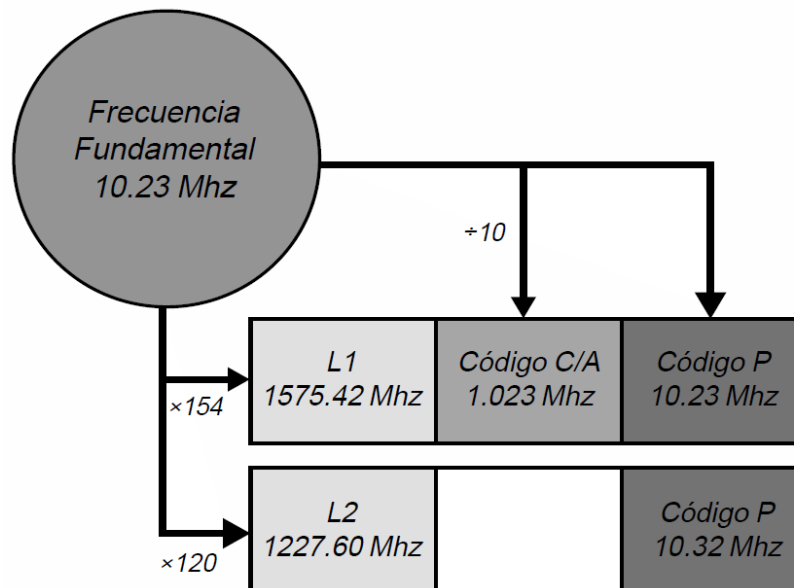 Frecuencia
Fundamental
10.23 Mhz
÷10
L1
1575.42 Mhz
Código C/A
1.023 Mhz
Código P
10.23 Mhz
×154
L2
1227.60 Mhz
Código P
10.32 Mhz
×120